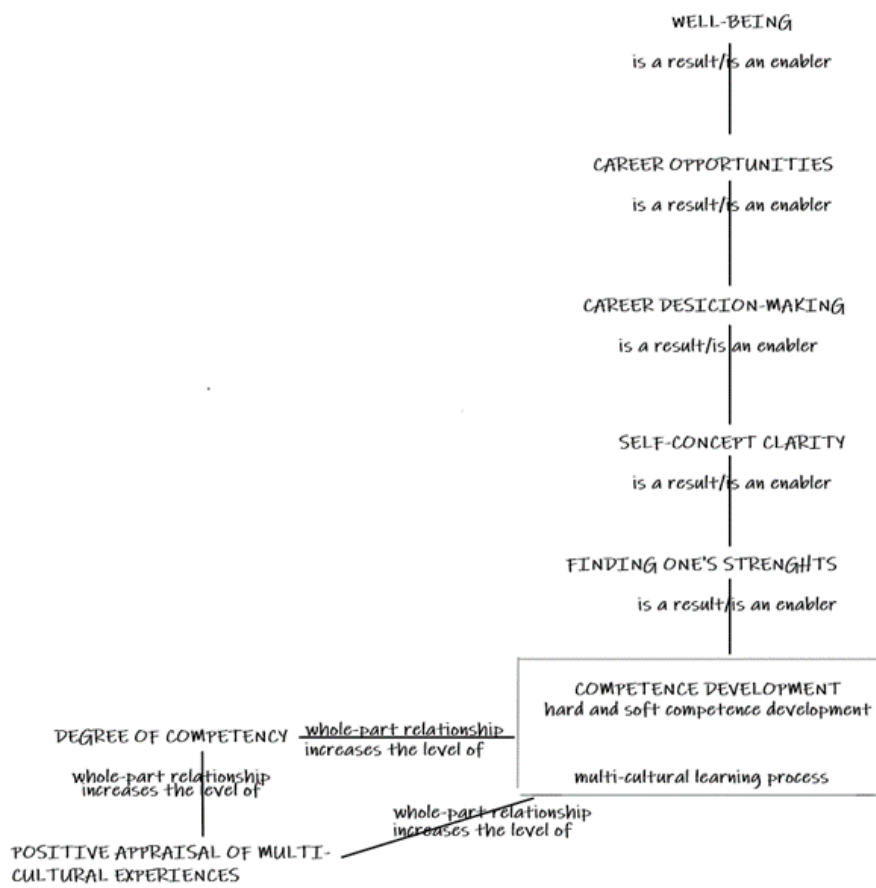 WELL-BEING
is a result/is an enabler
CAREER OPPORTUNITIES
is a result/is an enabler
CAREER DESICION-MAKING
is a result/is an enabler
SELF-CONCEPT CLARITY
is a result/is an enabler
FINDING ONE'S STRENGHTS
is a result/is an enabler
COMPETENCE DEVELOPMENT
hard and soft competence development
multi-cultural learning process
DEGREE OF COMPETENCY
whole-part relationship
increases the level of
whole-part relationship
increases the level of
whole-part relationship
increases the level of
POSITIVE APPRAISAL OF MULTI-
CULTURAL EXPERIENCES